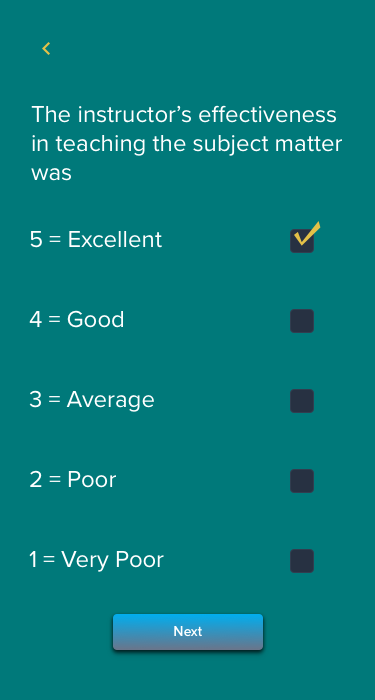 The instructor’s effectiveness
in teaching the subject matter
was
5 = Excellent
4 = Good
3 = Average
2 = Poor
1 = Very Poor
Next